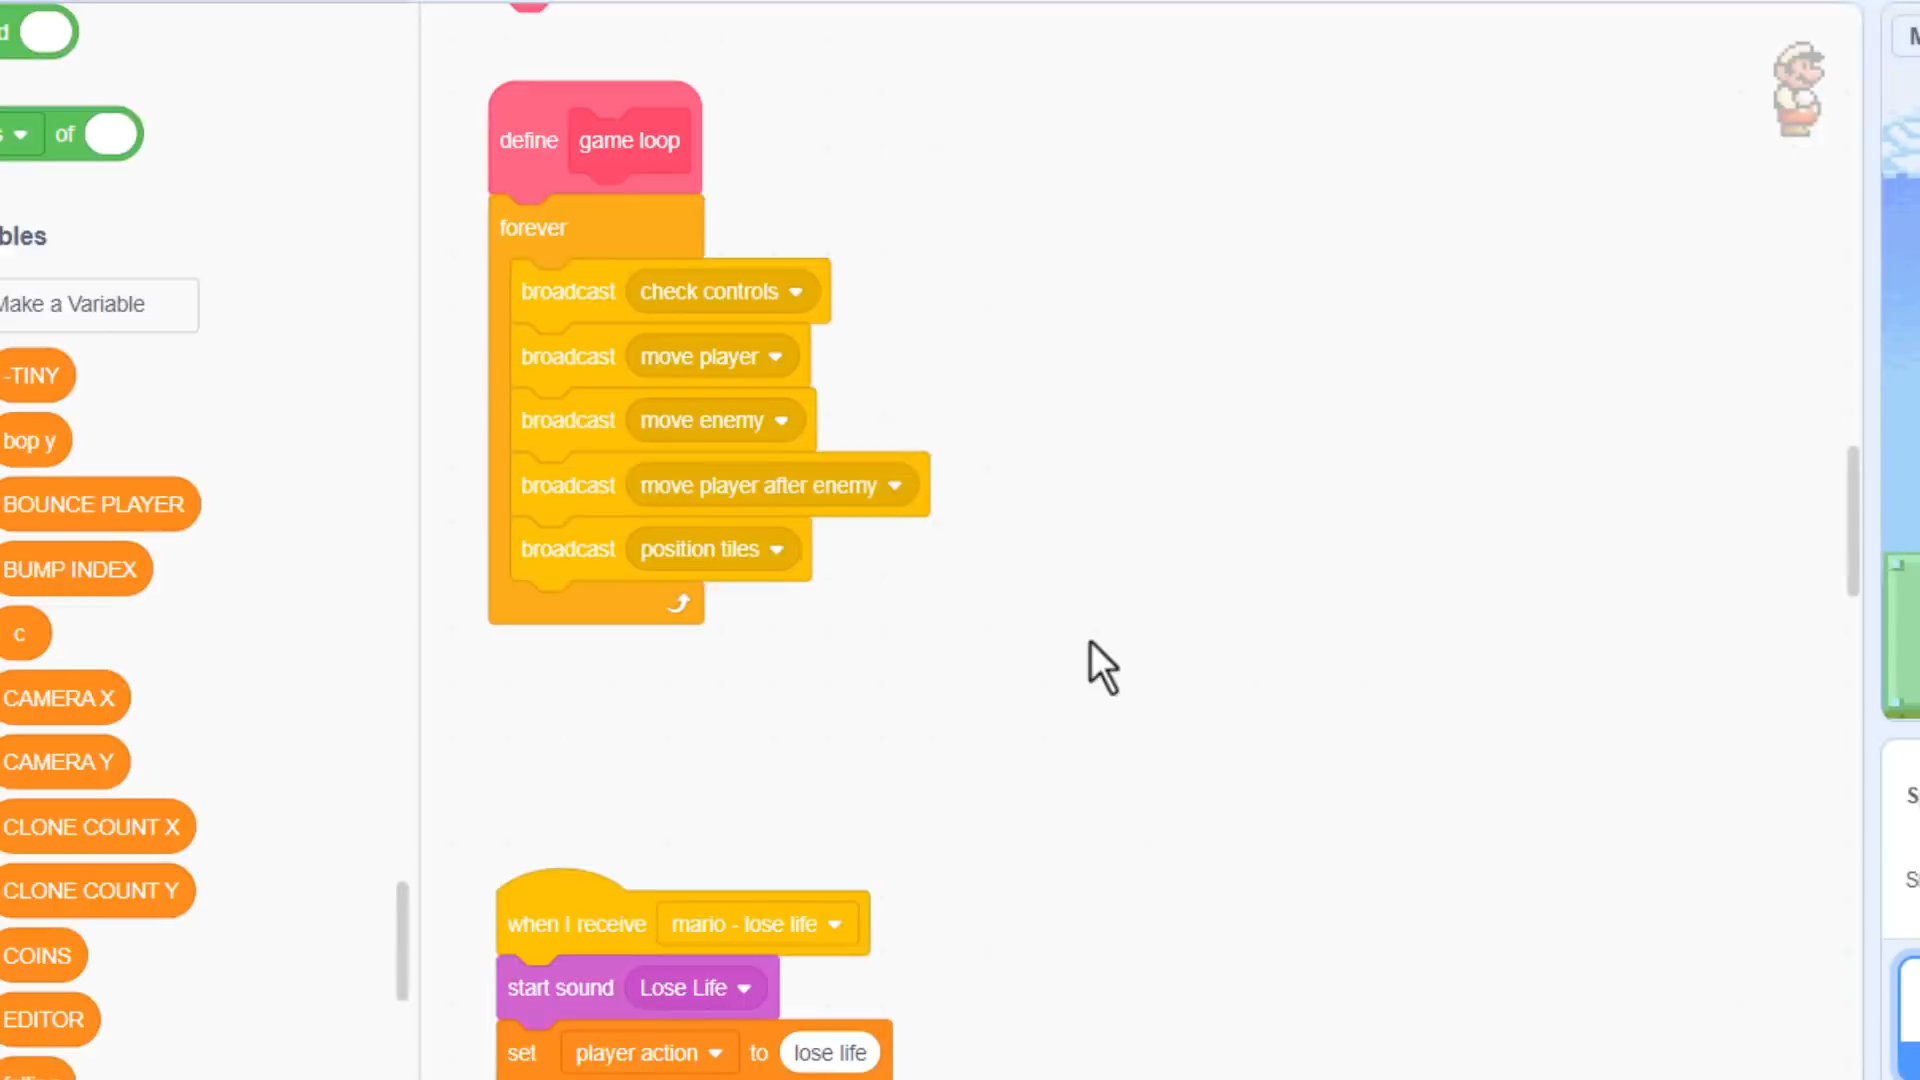 d
s of
bles
Make a Variable
-TINY
bop y
BOUNCE PLAYER
BUMP INDEX
c
CAMERA X
CAMERA Y
CLONE COUNT X
CLONE COUNT Y
COINS
EDITOR
define game loop
forever
broadcast check controls
broadcast move player
broadcast move enemy
broadcast move player after enemy
broadcast position tiles
when I receive mario - lose life
start sound Lose Life
set player action to lose life